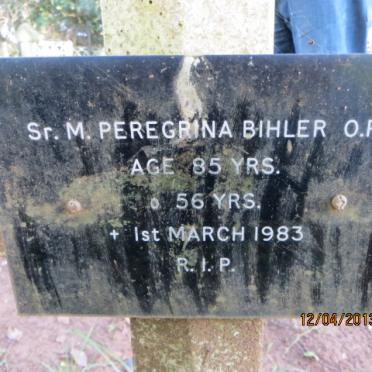 Sr. M. PEREGRINA BIHLER O.P
AGE 85 YRS.
o 56 YRS.
+ 1st MARCH 1983
R. I. P.
12/04/2013